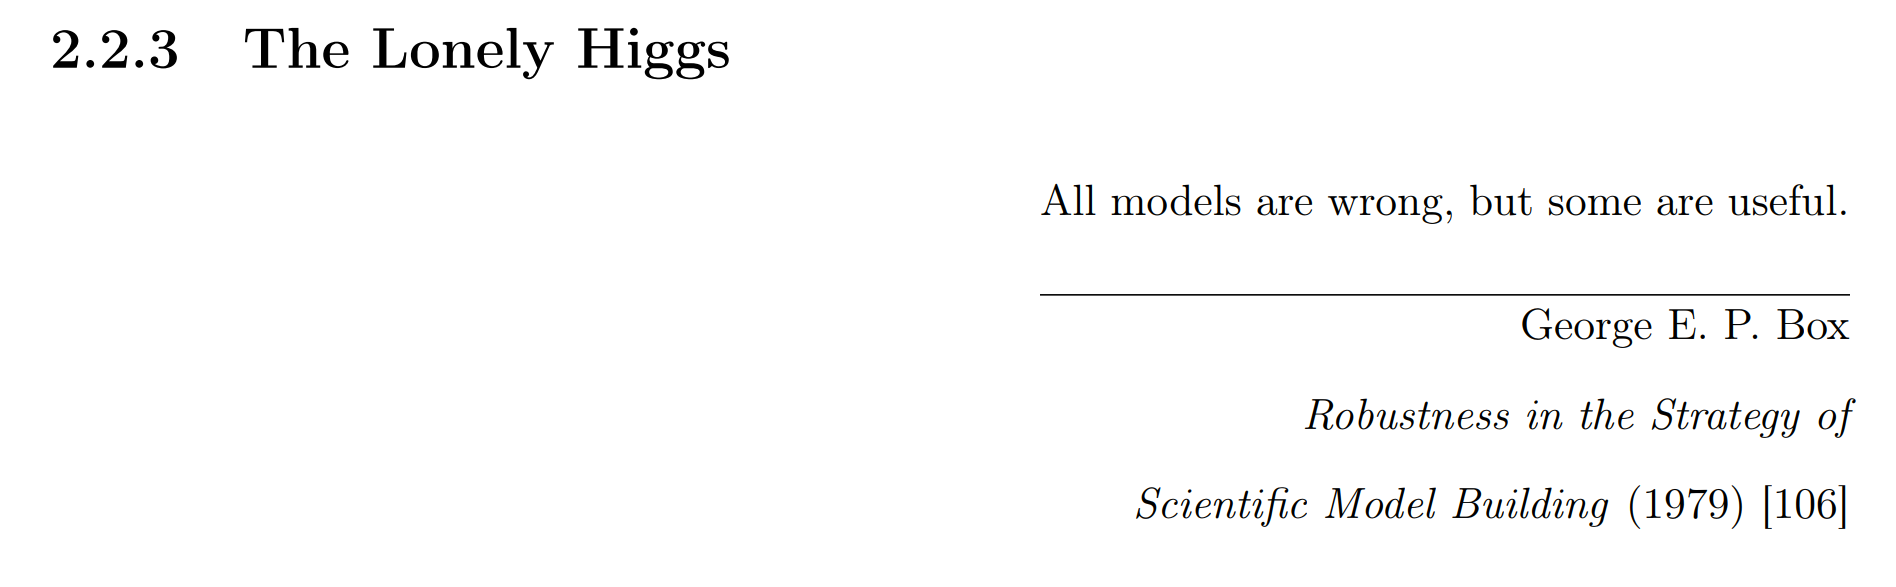 2.2.3 The Lonely Higgs
All models are wrong, but some are useful.
George E. P. Box
Robustness in the Strategy of
Scientific Model Building (1979) [106]